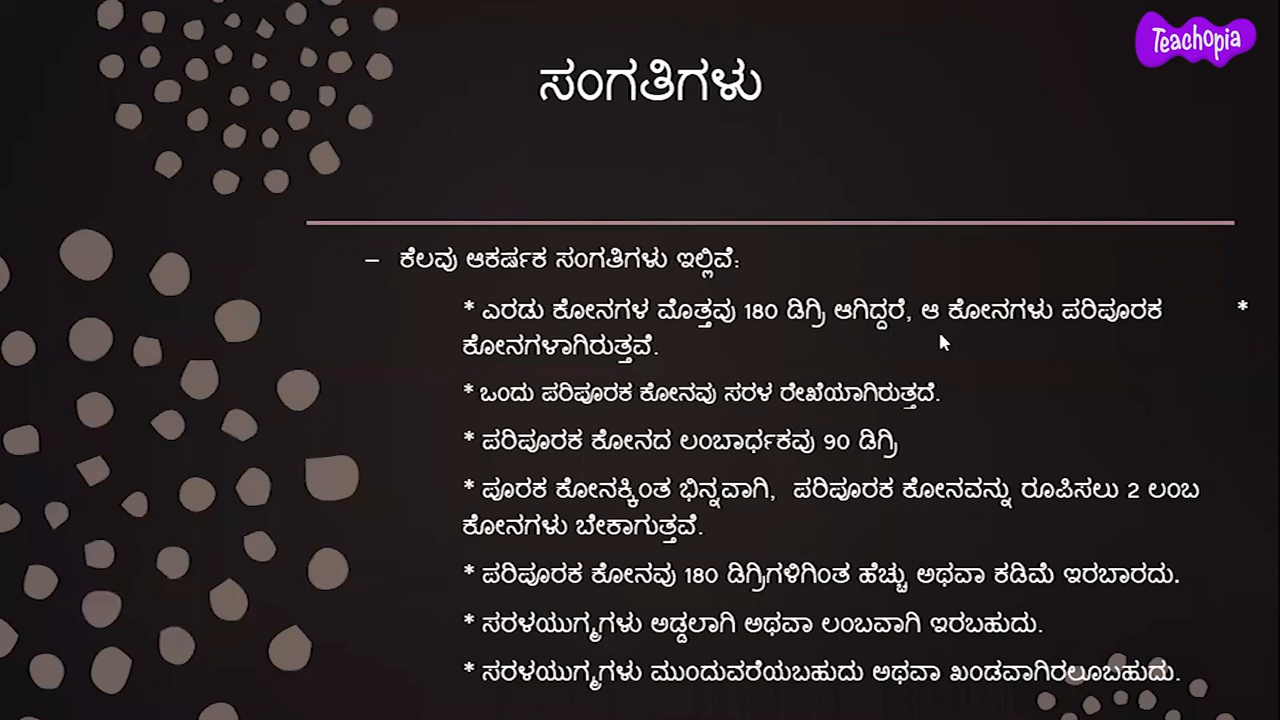 Teachopia
ಸಂಗತಿಗಳು
– ಕೆಲವು ಆಕರ್ಷಕ ಸಂಗತಿಗಳು ಇಲ್ಲಿವೆ:
* ಎರಡು ಕೋನಗಳ ಮೊತ್ತವು 180 ಡಿಗ್ರಿ ಆಗಿದ್ದರೆ, ಆ ಕೋನಗಳು ಪರಿಪೂರಕ *
ಕೋನಗಳಾಗಿರುತ್ತವೆ.
* ಒಂದು ಪರಿಪೂರಕ ಕೋನವು ಸರಳ ರೇಖೆಯಾಗಿರುತ್ತದೆ.
* ಪರಿಪೂರಕ ಕೋನದ ಲಂಬಾರ್ಧಕವು 90 ಡಿಗ್ರಿ
* ಪೂರಕ ಕೋನಕ್ಕಿಂತ ಭಿನ್ನವಾಗಿ, ಪರಿಪೂರಕ ಕೋನವನ್ನು ರೂಪಿಸಲು 2 ಲಂಬ
ಕೋನಗಳು ಬೇಕಾಗುತ್ತವೆ.
* ಪರಿಪೂರಕ ಕೋನವು 180 ಡಿಗ್ರಿಗಳಿಗಿಂತ ಹೆಚ್ಚು ಅಥವಾ ಕಡಿಮೆ ಇರಬಾರದು.
* ಸರಳಯುಗ್ಮಗಳು ಅಡ್ಡಲಾಗಿ ಅಥವಾ ಲಂಬವಾಗಿ ಇರಬಹುದು.
* ಸರಳಯುಗ್ಮಗಳು ಮುಂದುವರೆಯಬಹುದು ಅಥವಾ ಖಂಡವಾಗಿರಲೂಬಹುದು.